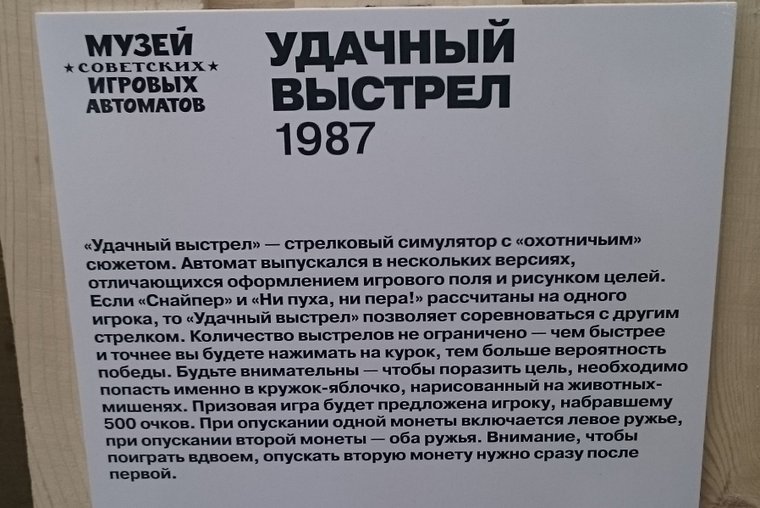 МУЗЕЙ
★ СОВЕТСКИХ ★
ИГРОВЫХ
АВТОМАТОВ
УДАЧНЫЙ
ВЫСТРЕЛ
1987
«Удачный выстрел» — стрелковый симулятор с «охотничьим»
сюжетом. Автомат выпускался в нескольких версиях,
отличающихся оформлением игрового поля и рисунком целей.
Если «Снайпер» и «Ни пуха, ни пера!» рассчитаны на одного
игрока, то «Удачный выстрел» позволяет соревноваться с другим
стрелком. Количество выстрелов не ограничено — чем быстрее
и точнее вы будете нажимать на курок, тем больше вероятность
победы. Будьте внимательны — чтобы поразить цель, необходимо
попасть именно в кружок-яблочко, нарисованный на животных-
мишенях. Призовая игра будет предложена игроку, набравшему
500 очков. При опускании одной монеты включается левое ружье,
при опускании второй монеты — оба ружья. Внимание, чтобы
поиграть вдвоем, опускать вторую монету нужно сразу после
первой.